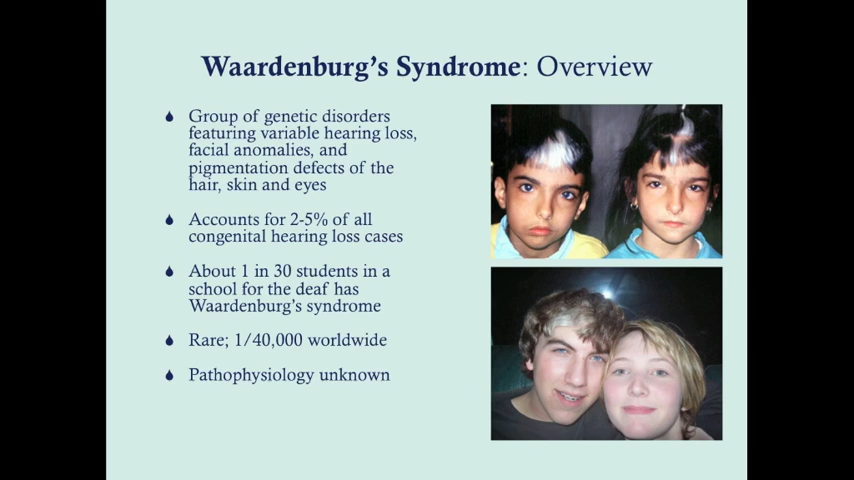 Waardenburg's Syndrome: Overview
Group of genetic disorders
featuring variable hearing loss,
facial anomalies, and
pigmentation defects of the
hair, skin and eyes
Accounts for 2-5% of all
congenital hearing loss cases
About 1 in 30 students in a
school for the deaf has
Waardenburg's syndrome
Rare; 1/40,000 worldwide
Pathophysiology unknown